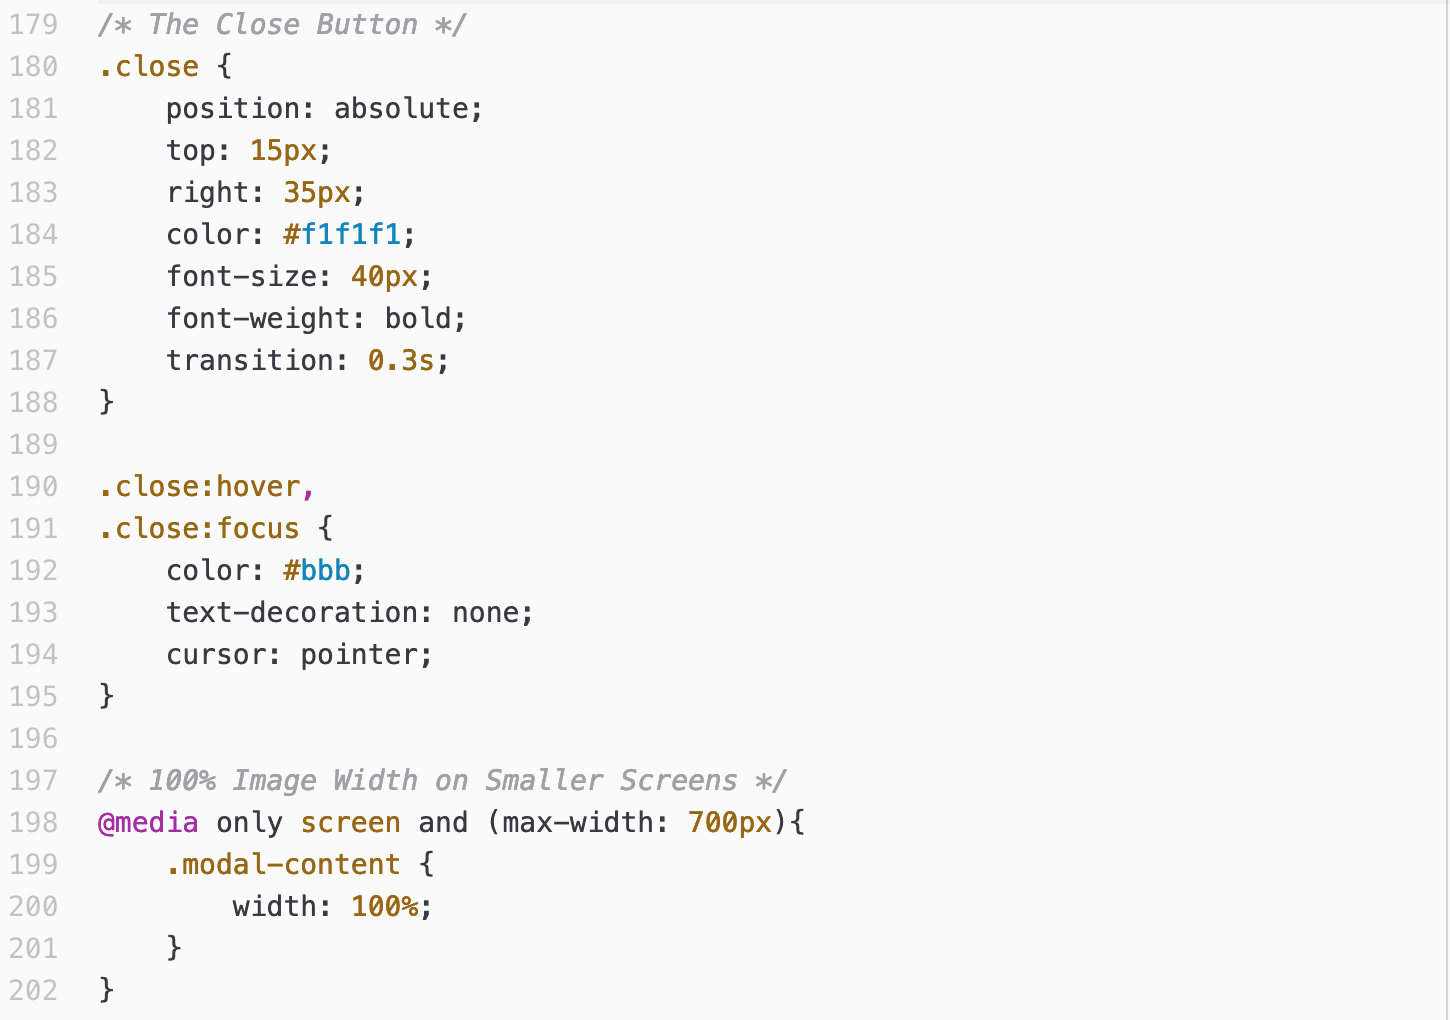 179 /* The Close Button */
180 .close {
181     position: absolute;
182     top: 15px;
183     right: 35px;
184     color: #f1f1f1;
185     font-size: 40px;
186     font-weight: bold;
187     transition: 0.3s;
188 }
189
190 .close:hover,
191 .close:focus {
192     color: #bbb;
193     text-decoration: none;
194     cursor: pointer;
195 }
196
197 /* 100% Image Width on Smaller Screens */
198 @media only screen and (max-width: 700px){
199     .modal-content {
200         width: 100%;
201     }
202 }